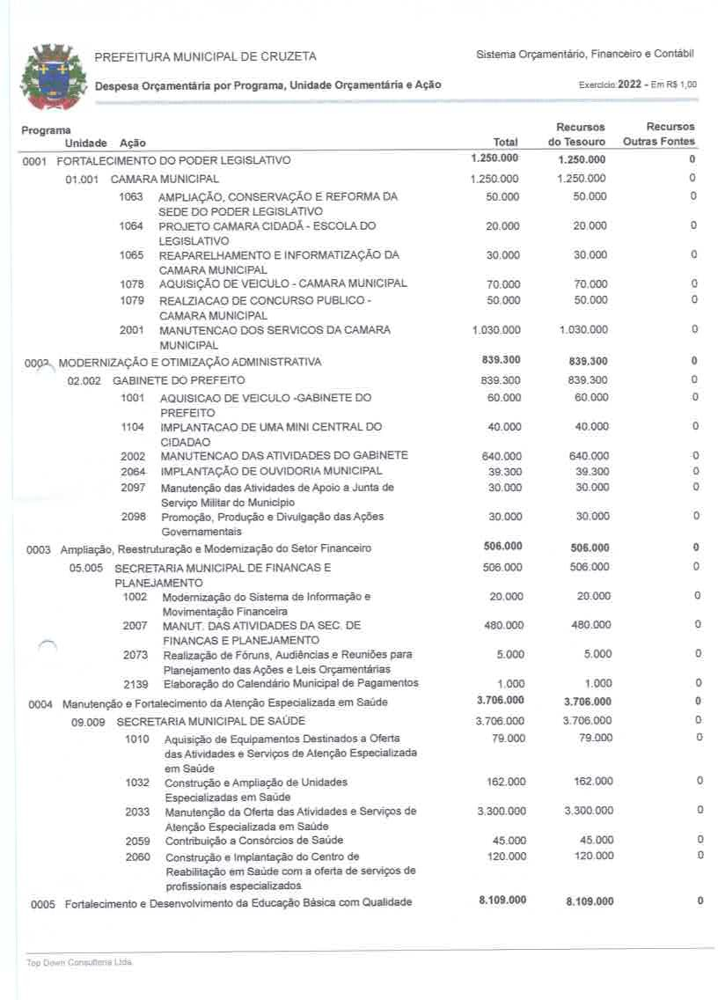 PREFEITURA MUNICIPAL DE CRUZETA
Sistema Orçamentário, Financeiro e Contábil
Despesa Orçamentária por Programa, Unidade Orçamentária e Ação
Exercício:2022 - Em R$ 1,00
Programa Recursos Recursos
Unidade Ação Total do Tesouro Outras Fontes
0001 FORTALECIMENTO DO PODER LEGISLATIVO 1.250.000 1.250.000 0
01.001 CAMARA MUNICIPAL 1.250.000 1.250.000 0
1063 AMPLIAÇÃO, CONSERVAÇÃO E REFORMA DA 50.000 50.000 0
SEDE DO PODER LEGISLATIVO
1064 PROJETO CAMARA CIDADÃ - ESCOLA DO 20.000 20.000 0
LEGISLATIVO
1065 REAPARELHAMENTO E INFORMATIZAÇÃO DA 30.000 30.000 0
CAMARA MUNICIPAL
1078 AQUISIÇÃO DE VEICULO - CAMARA MUNICIPAL 70.000 70.000 0
1079 REALZIACAO DE CONCURSO PUBLICO - 50.000 50.000 0
CAMARA MUNICIPAL
2001 MANUTENCAO DOS SERVICOS DA CAMARA 1.030.000 1.030.000 0
MUNICIPAL
0002 MODERNIZAÇÃO E OTIMIZAÇÃO ADMINISTRATIVA 839.300 839.300 0
02.002 GABINETE DO PREFEITO 839.300 839.300 0
1001 AQUISICAO DE VEICULO -GABINETE DO 60.000 60.000 0
PREFEITO
1104 IMPLANTACAO DE UMA MINI CENTRAL DO 40.000 40.000 0
CIDADAO
2002 MANUTENCAO DAS ATIVIDADES DO GABINETE 640.000 640.000 0
2064 IMPLANTAÇÃO DE OUVIDORIA MUNICIPAL 39.300 39.300 0
2097 Manutenção das Atividades de Apoio a Junta de 30.000 30.000 0
Serviço Militar do Município
2098 Promoção, Produção e Divulgação das Ações 30.000 30.000 0
Governamentais
0003 Ampliação, Reestruturação e Modernização do Setor Financeiro 506.000 506.000 0
05.005 SECRETARIA MUNICIPAL DE FINANCAS E 506.000 506.000 0
PLANEJAMENTO
1002 Modernização do Sistema de Informação e 20.000 20.000 0
Movimentação Financeira
2007 MANUT. DAS ATIVIDADES DA SEC. DE 480.000 480.000 0
FINANCAS E PLANEJAMENTO
2073 Realização de Fóruns, Audiências e Reuniões para 5.000 5.000 0
Planejamento das Ações e Leis Orçamentárias
2139 Elaboração do Calendário Municipal de Pagamentos 1.000 1.000 0
0004 Manutenção e Fortalecimento da Atenção Especializada em Saúde 3.706.000 3.706.000 0
09.009 SECRETARIA MUNICIPAL DE SAÚDE 3.706.000 3.706.000 0
1010 Aquisição de Equipamentos Destinados a Oferta 79.000 79.000 0
das Atividades e Serviços de Atenção Especializada
em Saúde
1032 Construção e Ampliação de Unidades 162.000 162.000 0
Especializadas em Saúde
2033 Manutenção da Oferta das Atividades e Serviços de 3.300.000 3.300.000 0
Atenção Especializada em Saúde
2059 Contribuição a Consórcios de Saúde 45.000 45.000 0
2060 Construção e Implantação do Centro de 120.000 120.000 0
Reabilitação em Saúde com a oferta de serviços de
profissionais especializados.
0005 Fortalecimento e Desenvolvimento da Educação Básica com Qualidade 8.109.000 8.109.000 0
Top Down Consultoria Ltda.